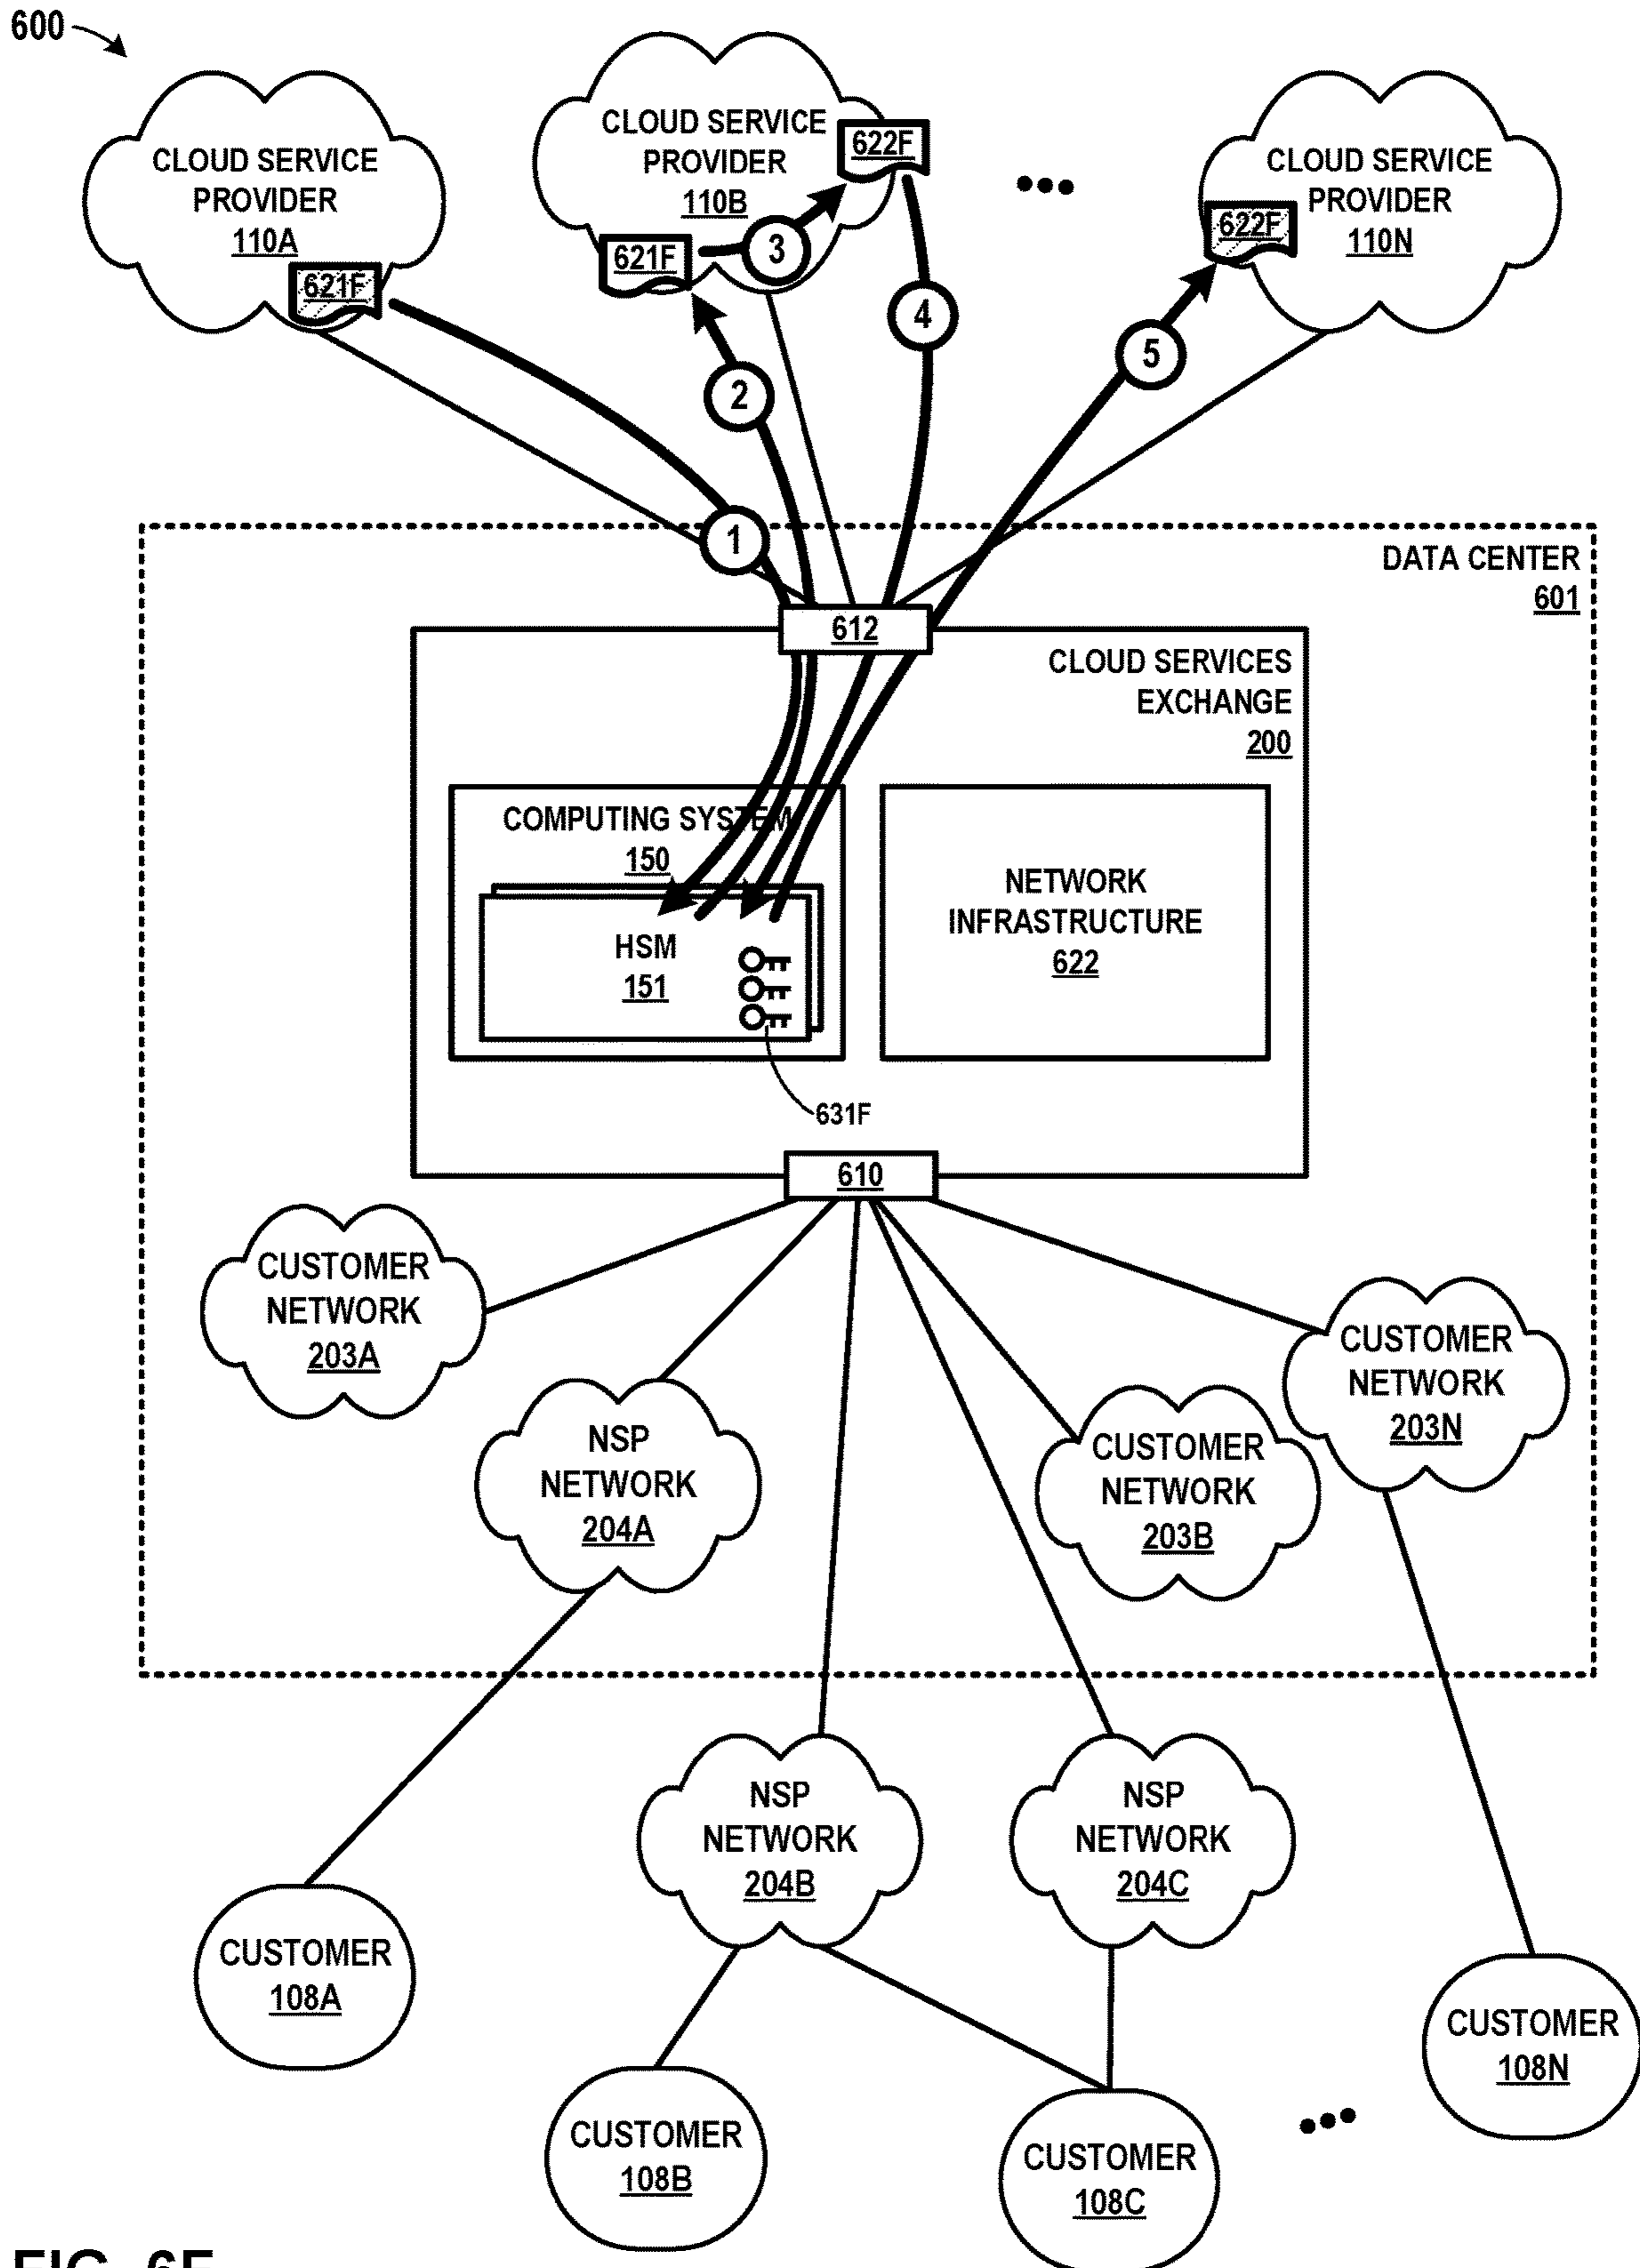 600
CLOUD SERVICE
PROVIDER
110A
621F
CLOUD SERVICE
PROVIDER
110B
622F
621F
CLOUD SERVICE
PROVIDER
110N
622F
1
2
3
4
5
DATA CENTER
601
612
CLOUD SERVICES
EXCHANGE
200
COMPUTING SYSTEM
150
HSM
151
631F
NETWORK
INFRASTRUCTURE
622
610
CUSTOMER
NETWORK
203A
NSP
NETWORK
204A
CUSTOMER
NETWORK
203B
CUSTOMER
NETWORK
203N
NSP
NETWORK
204B
NSP
NETWORK
204C
CUSTOMER
108A
CUSTOMER
108B
CUSTOMER
108C
CUSTOMER
108N